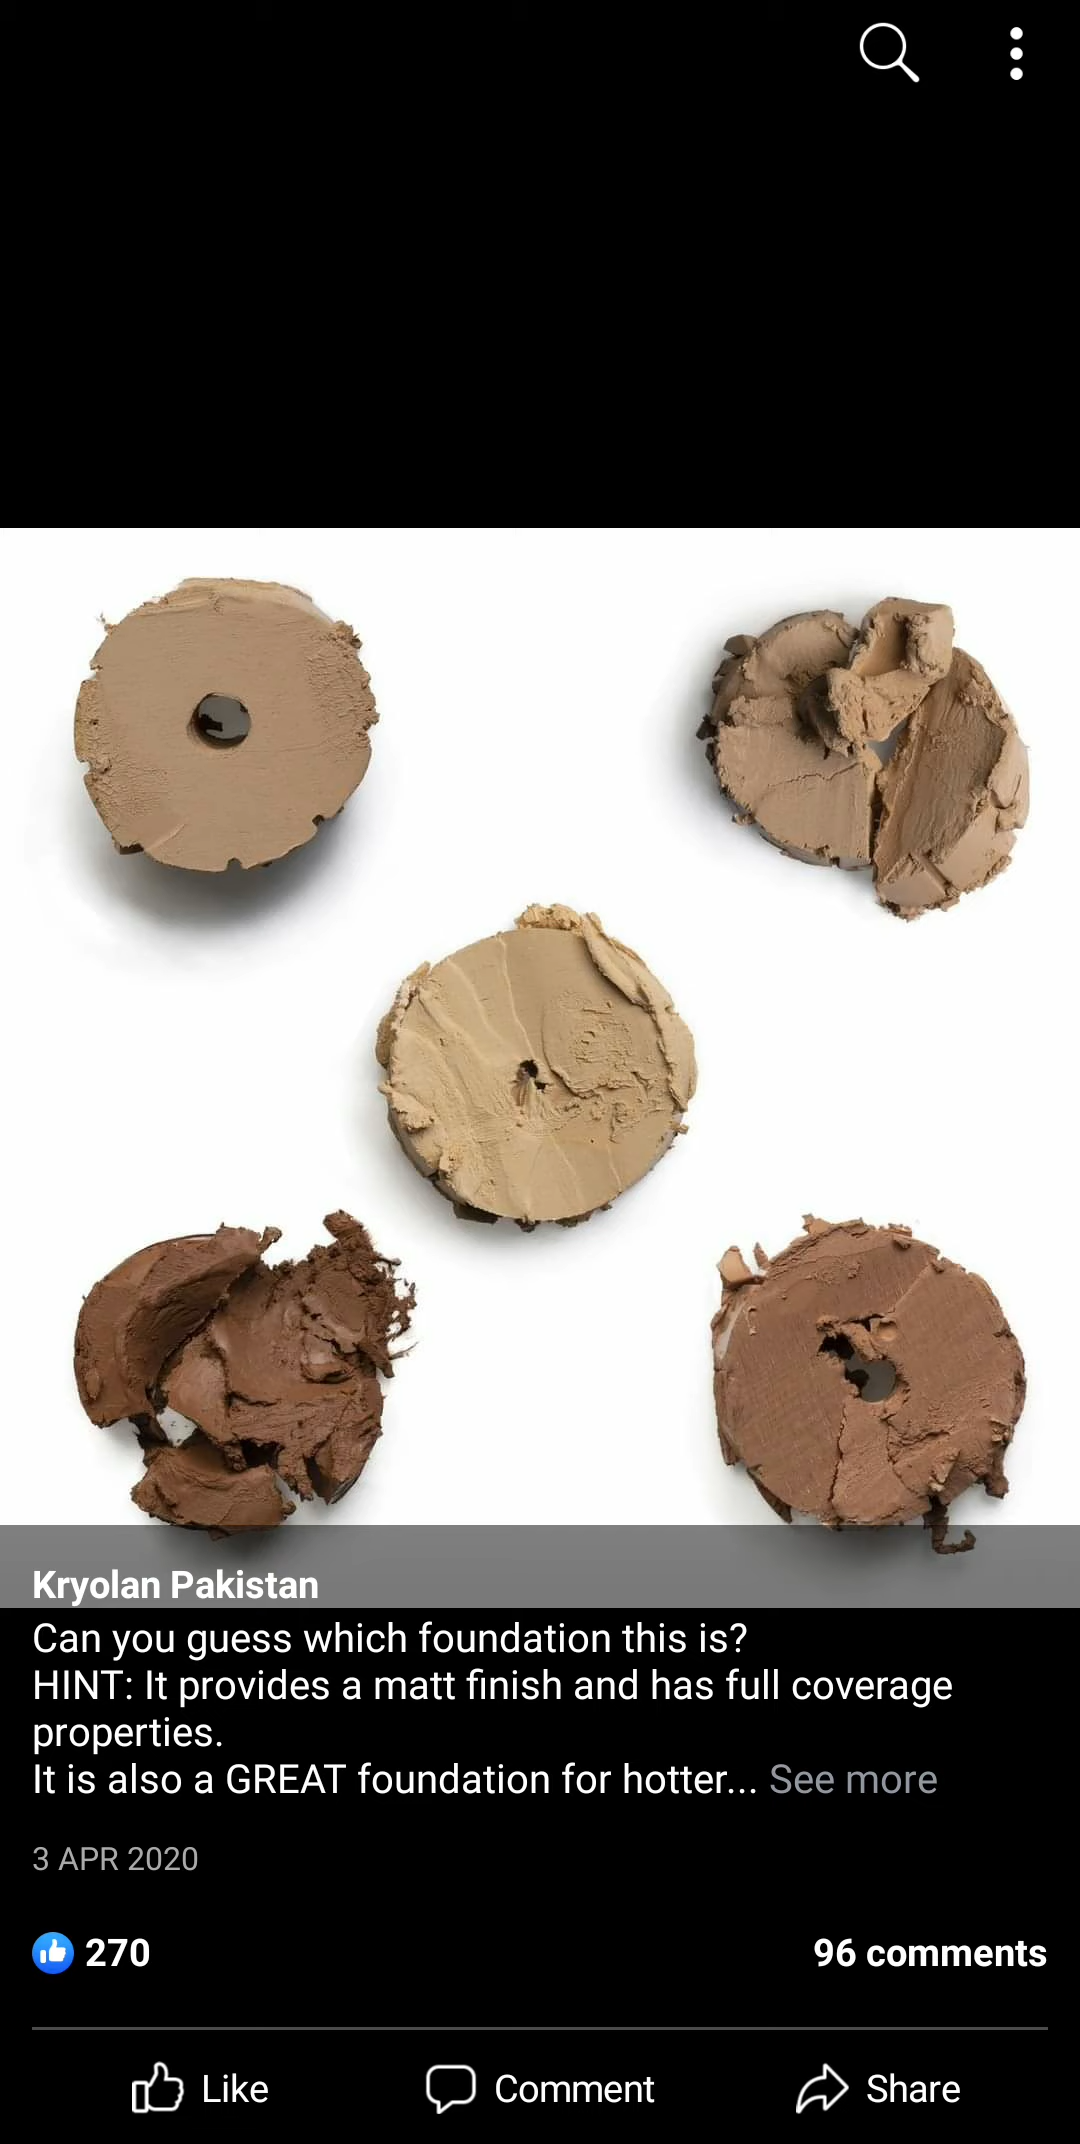 Kryolan Pakistan
Can you guess which foundation this is?
HINT: It provides a matt finish and has full coverage
properties.
It is also a GREAT foundation for hotter... See more
3 APR 2020
270
96 comments
Like
Comment
Share